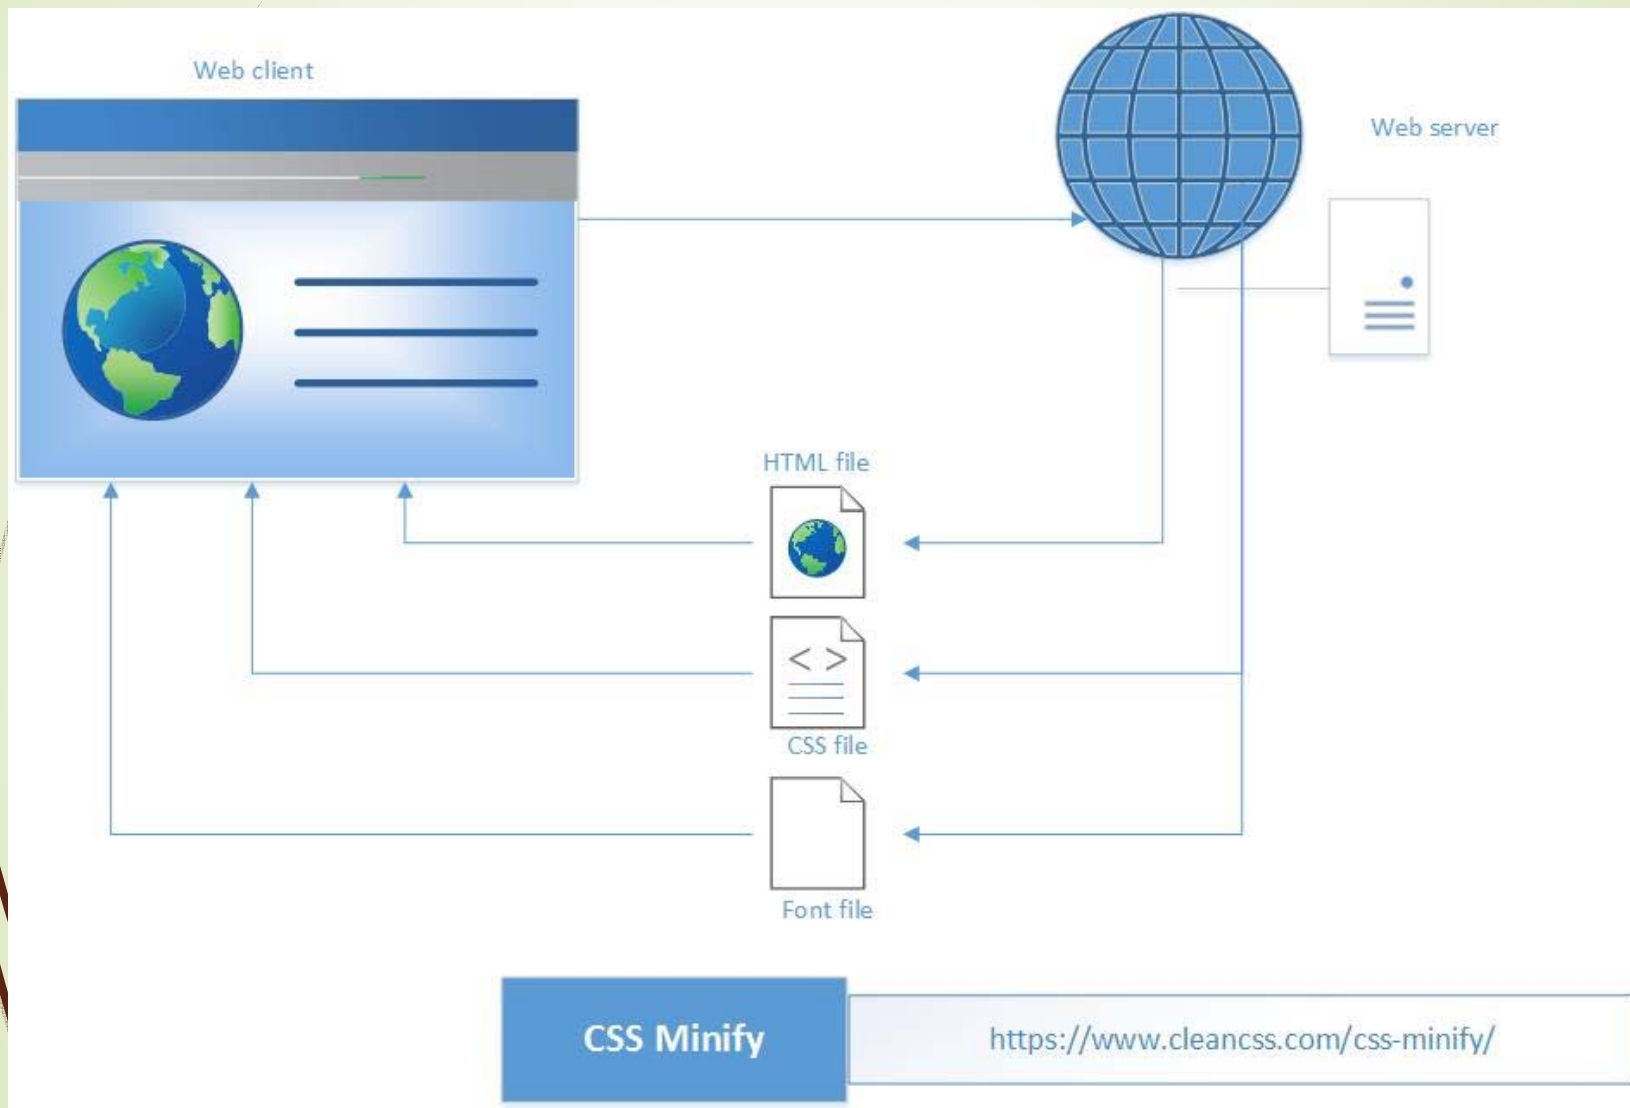 Web client
Web server
HTML file
< >
CSS file
Font file
CSS Minify
https://www.cleancss.com/css-minify/